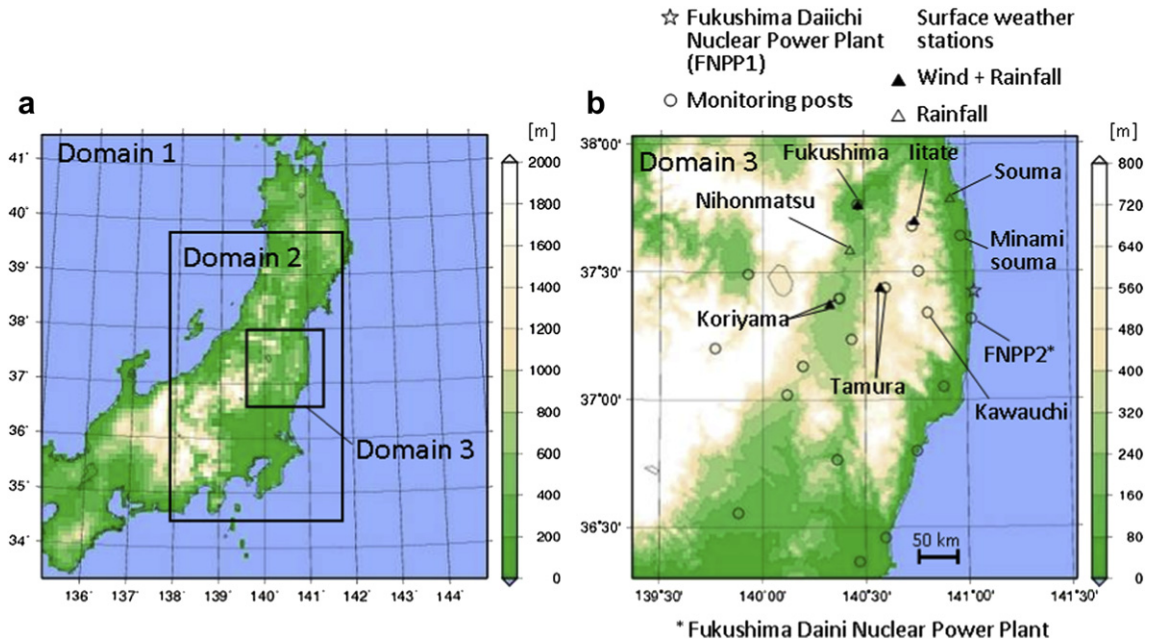 Fukushima Daiichi
Nuclear Power Plant
(FNPP1)
Monitoring posts
Surface weather
stations
Wind + Rainfall
Rainfall
a
Domain 1
Domain 2
Domain 3
41˚
40˚
39˚
38˚
37˚
36˚
35˚
34˚
136˚
137˚
138˚
139˚
140˚
141˚
142˚
143˚
144˚
[m]
2000
1800
1600
1400
1200
1000
800
600
400
200
0
b
Domain 3
Fukushima
Iitate
Souma
Nihonmatsu
Minami
souma
Koriyama
FNPP2*
Tamura
Kawauchi
50 km
38˚00'
37˚30'
37˚00'
36˚30'
139˚30'
140˚00'
140˚30'
141˚00'
141˚30'
[m]
800
720
640
560
480
400
320
240
160
80
0
* Fukushima Daini Nuclear Power Plant